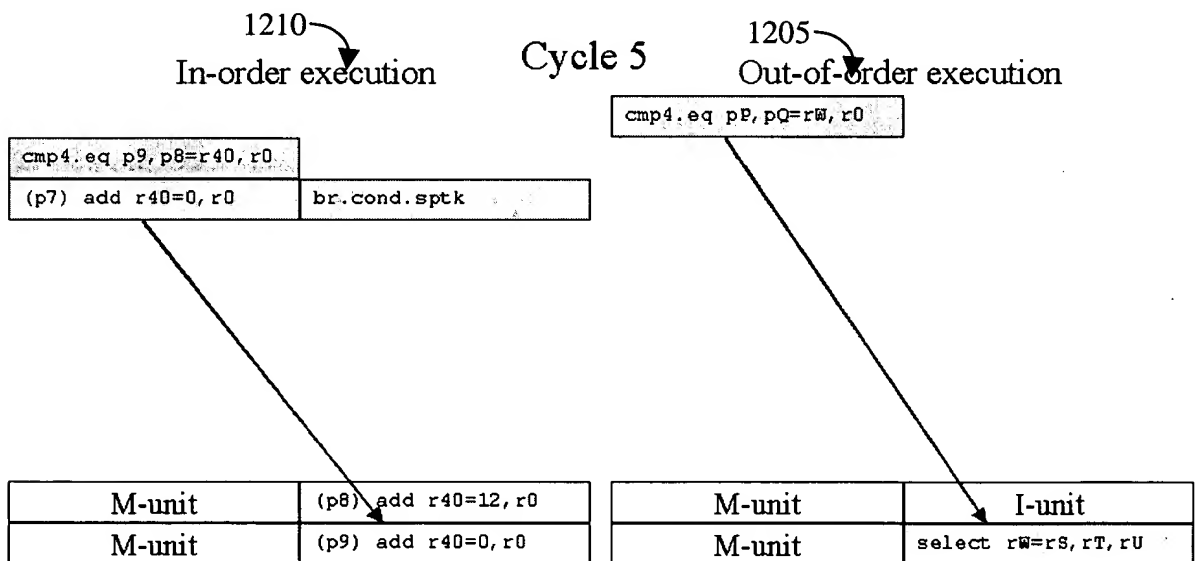 1210
In-order execution
Cycle 5
1205
Out-of-order execution
cmp4.eq pP,pQ=rW,r0
cmp4.eq p9,p8=r40,r0
(p7) add r40=0,r0
br.cond.sptk
M-unit
(p8) add r40=12,r0
M-unit
(p9) add r40=0,r0
M-unit
I-unit
M-unit
select rW=rS,rT,rU